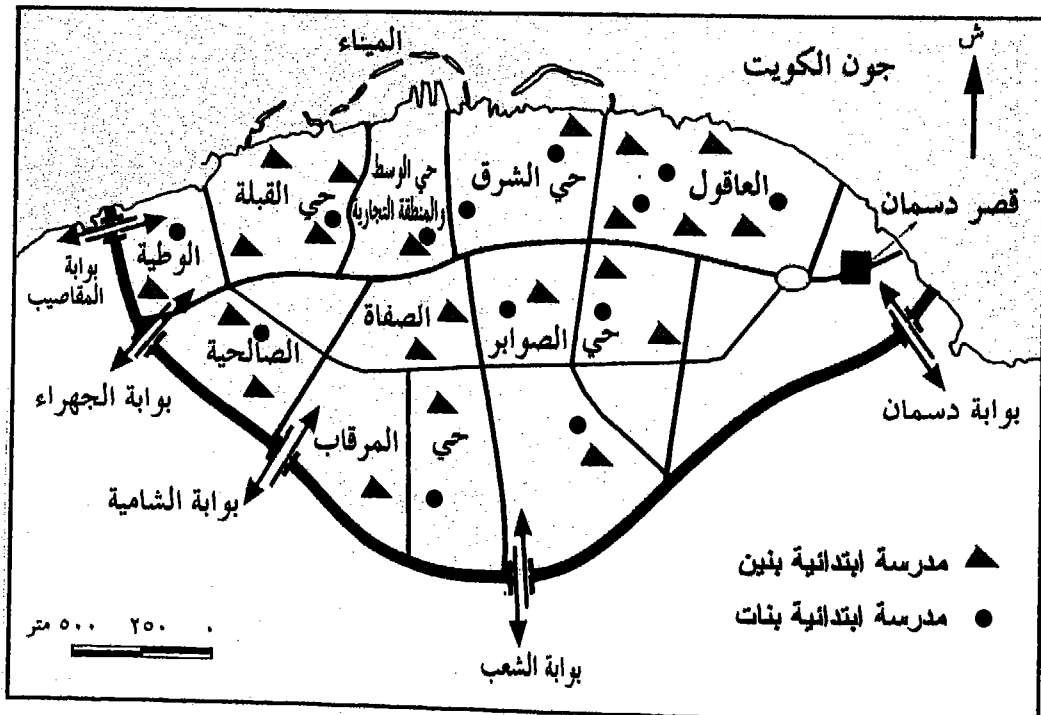 الميناء
ش
جون الكويت
حي الوسط
والمنطقة التجارية
حي الشرق
العاقول
حي القبلة
قصر دسمان
الوطية
بوابة
المقاصيب
الصفاة
حي الصوابر
الصالحية
بوابة الجهراء
بوابة دسمان
حي المرقاب
بوابة الشامية
مدرسة ابتدائية بنين
مدرسة ابتدائية بنات
٠ ٢٥٠ ٥٠٠ متر
بوابة الشعب